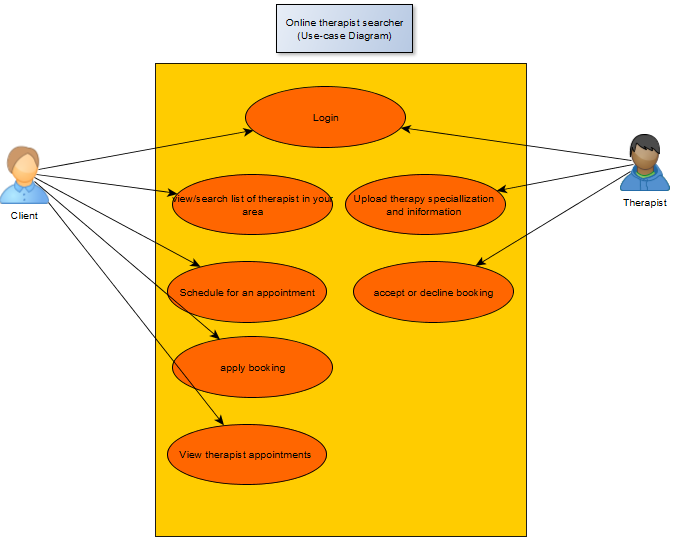 Online therapist searcher
(Use-case Diagram)
Login
view/search list of therapist in your
area
Upload therapy speciallization
and iniformation
Client
Therapist
Schedule for an appointment
accept or decline booking
apply booking
View therapist appointments